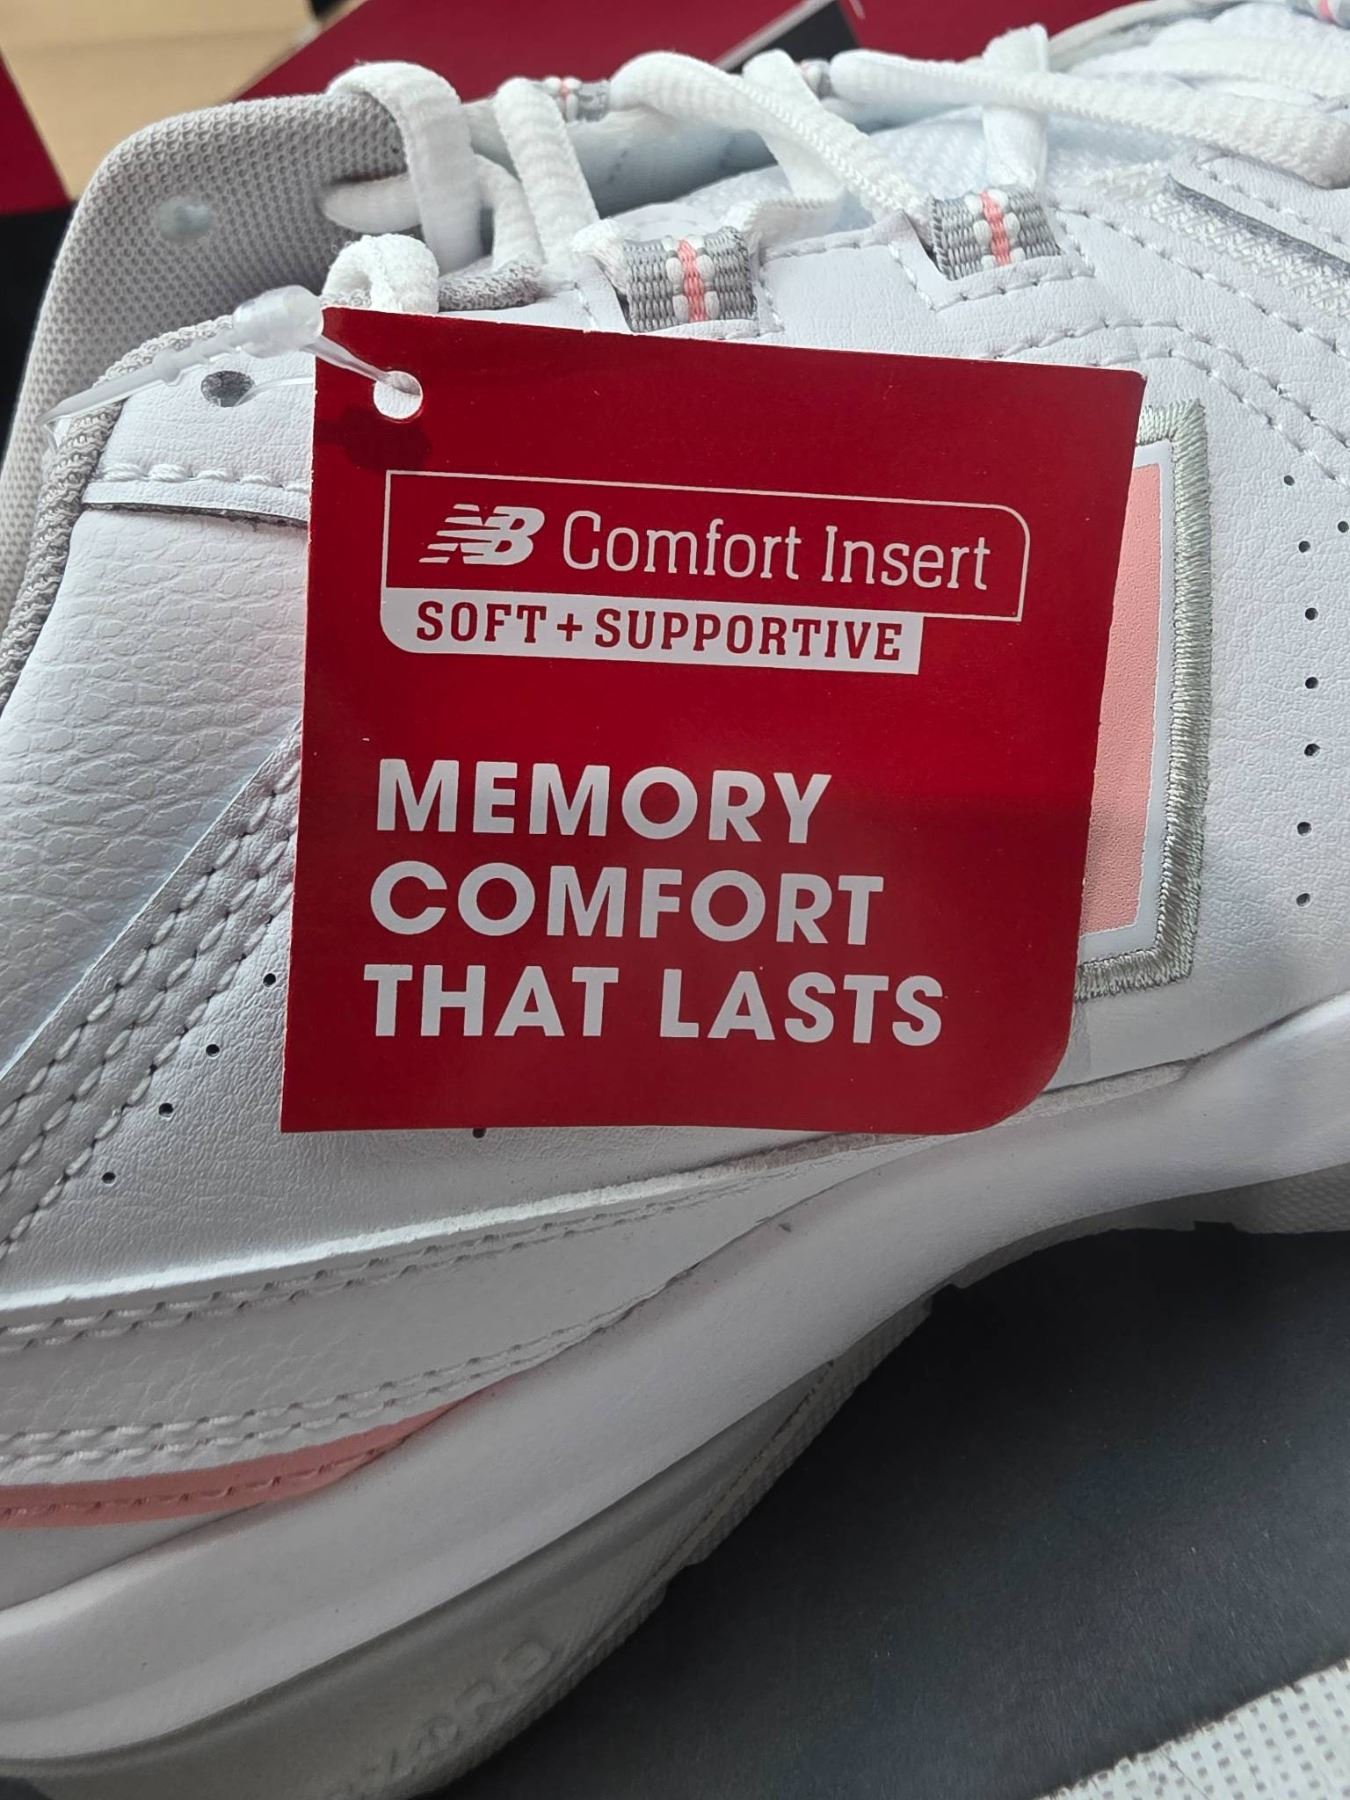 NB Comfort Insert
SOFT + SUPPORTIVE
MEMORY
COMFORT
THAT LASTS